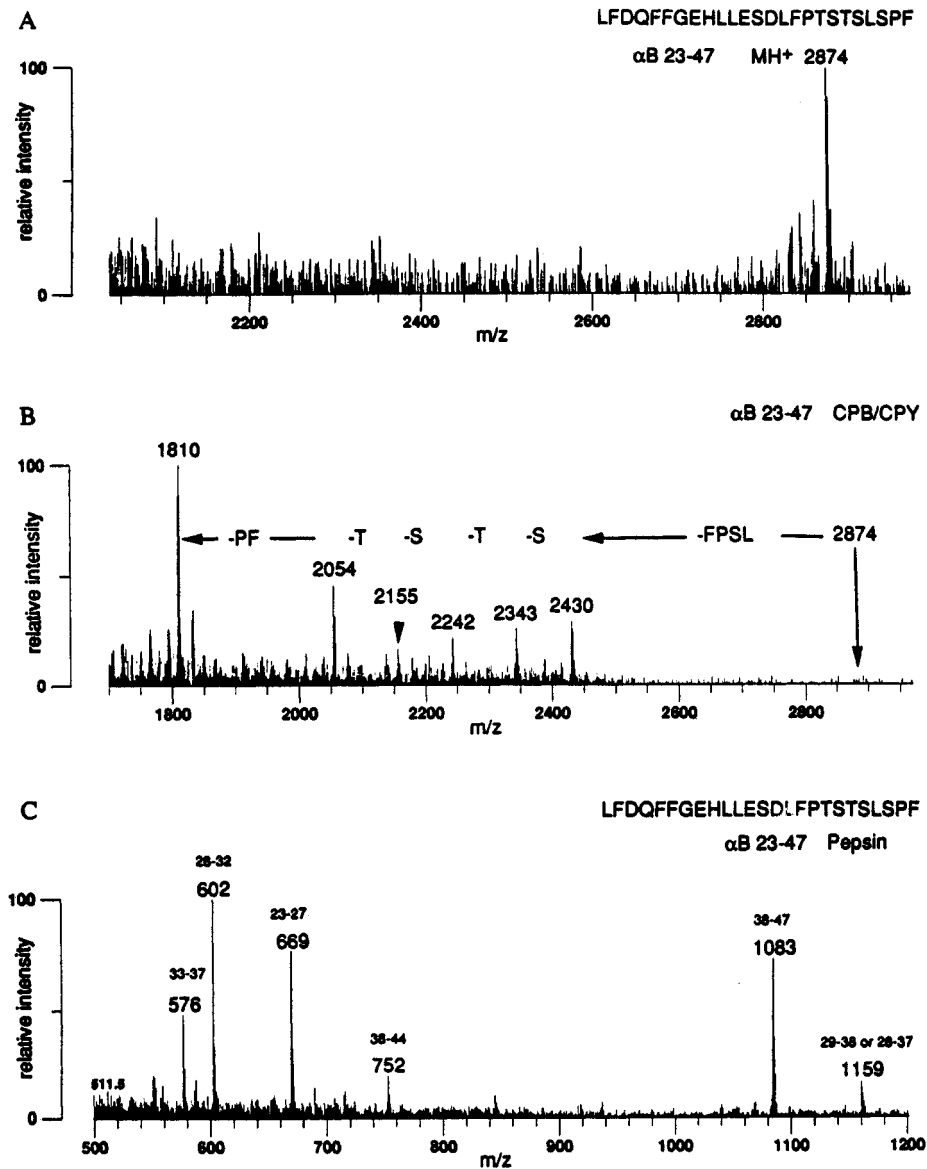 A
LFDQFFGEHLLESDLFPTSTSLSPF
αB 23-47 MH+ 2874
100
relative intensity
0
2200 2400 2600 2800
m/z
B
αB 23-47 CPB/CPY
1810
100
-PF -T -S -T -S -FPSL 2874
2054
2155
2242
2343
2430
relative intensity
0
1800 2000 2200 2400 2600 2800
m/z
C
LFDQFFGEHLLESDLFPTSTSLSPF
αB 23-47 Pepsin
28-32
602
100
23-27
669
38-47
1083
33-37
576
38-44
752
29-38 or 28-37
1159
511.5
relative intensity
0
500 600 700 800 900 1000 1100 1200
m/z